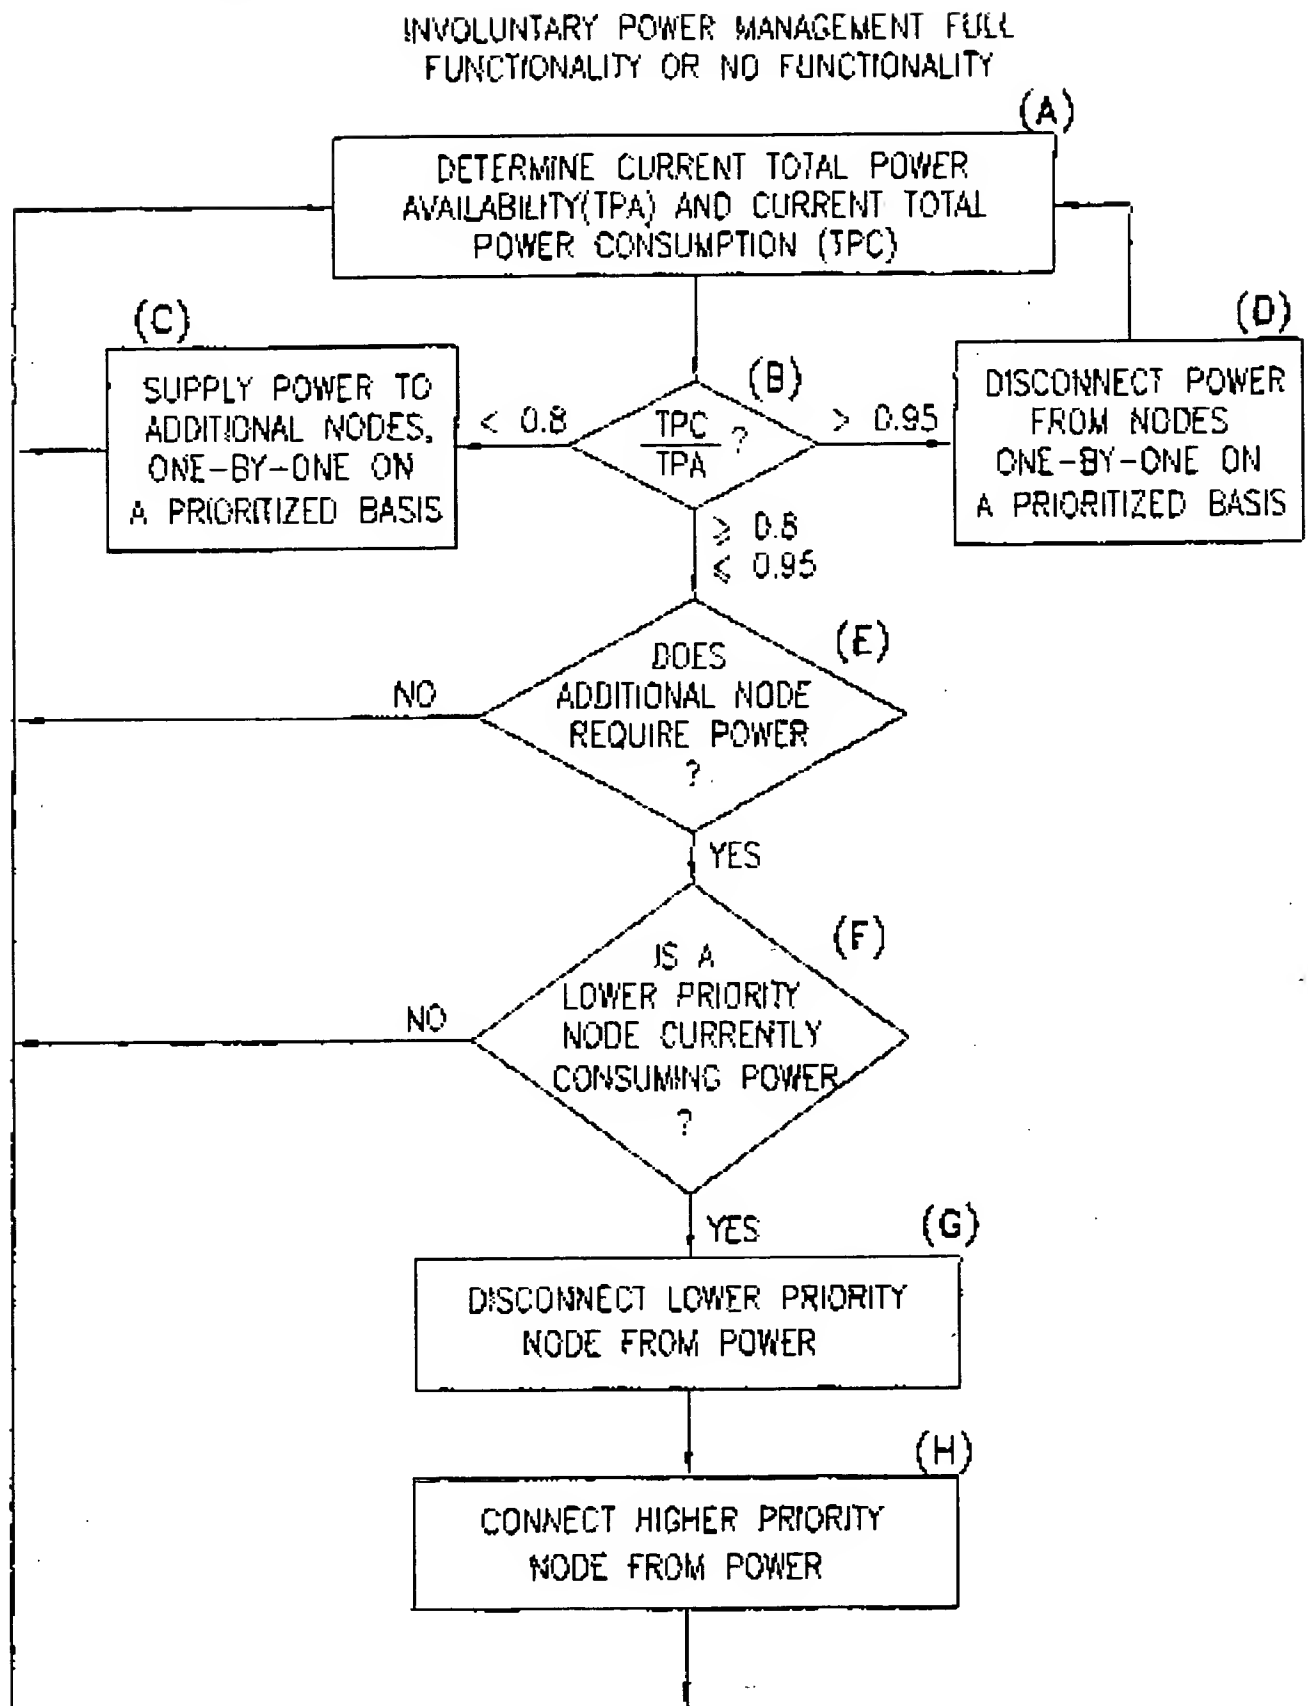 INVOLUNTARY POWER MANAGEMENT FULL
FUNCTIONALITY OR NO FUNCTIONALITY
(A)
DETERMINE CURRENT TOTAL POWER
AVAILABILITY(TPA) AND CURRENT TOTAL
POWER CONSUMPTION (TPC)
(C)
SUPPLY POWER TO
ADDITIONAL NODES,
ONE-BY-ONE ON
A PRIORITIZED BASIS
< 0.8
(B)
TPC
TPA
?
> 0.95
(D)
DISCONNECT POWER
FROM NODES
ONE-BY-ONE ON
A PRIORITIZED BASIS
⩾ 0.8
⩽ 0.95
(E)
DOES
ADDITIONAL NODE
REQUIRE POWER
?
NO
YES
(F)
IS A
LOWER PRIORITY
NODE CURRENTLY
CONSUMING POWER
?
NO
YES
(G)
DISCONNECT LOWER PRIORITY
NODE FROM POWER
(H)
CONNECT HIGHER PRIORITY
NODE FROM POWER